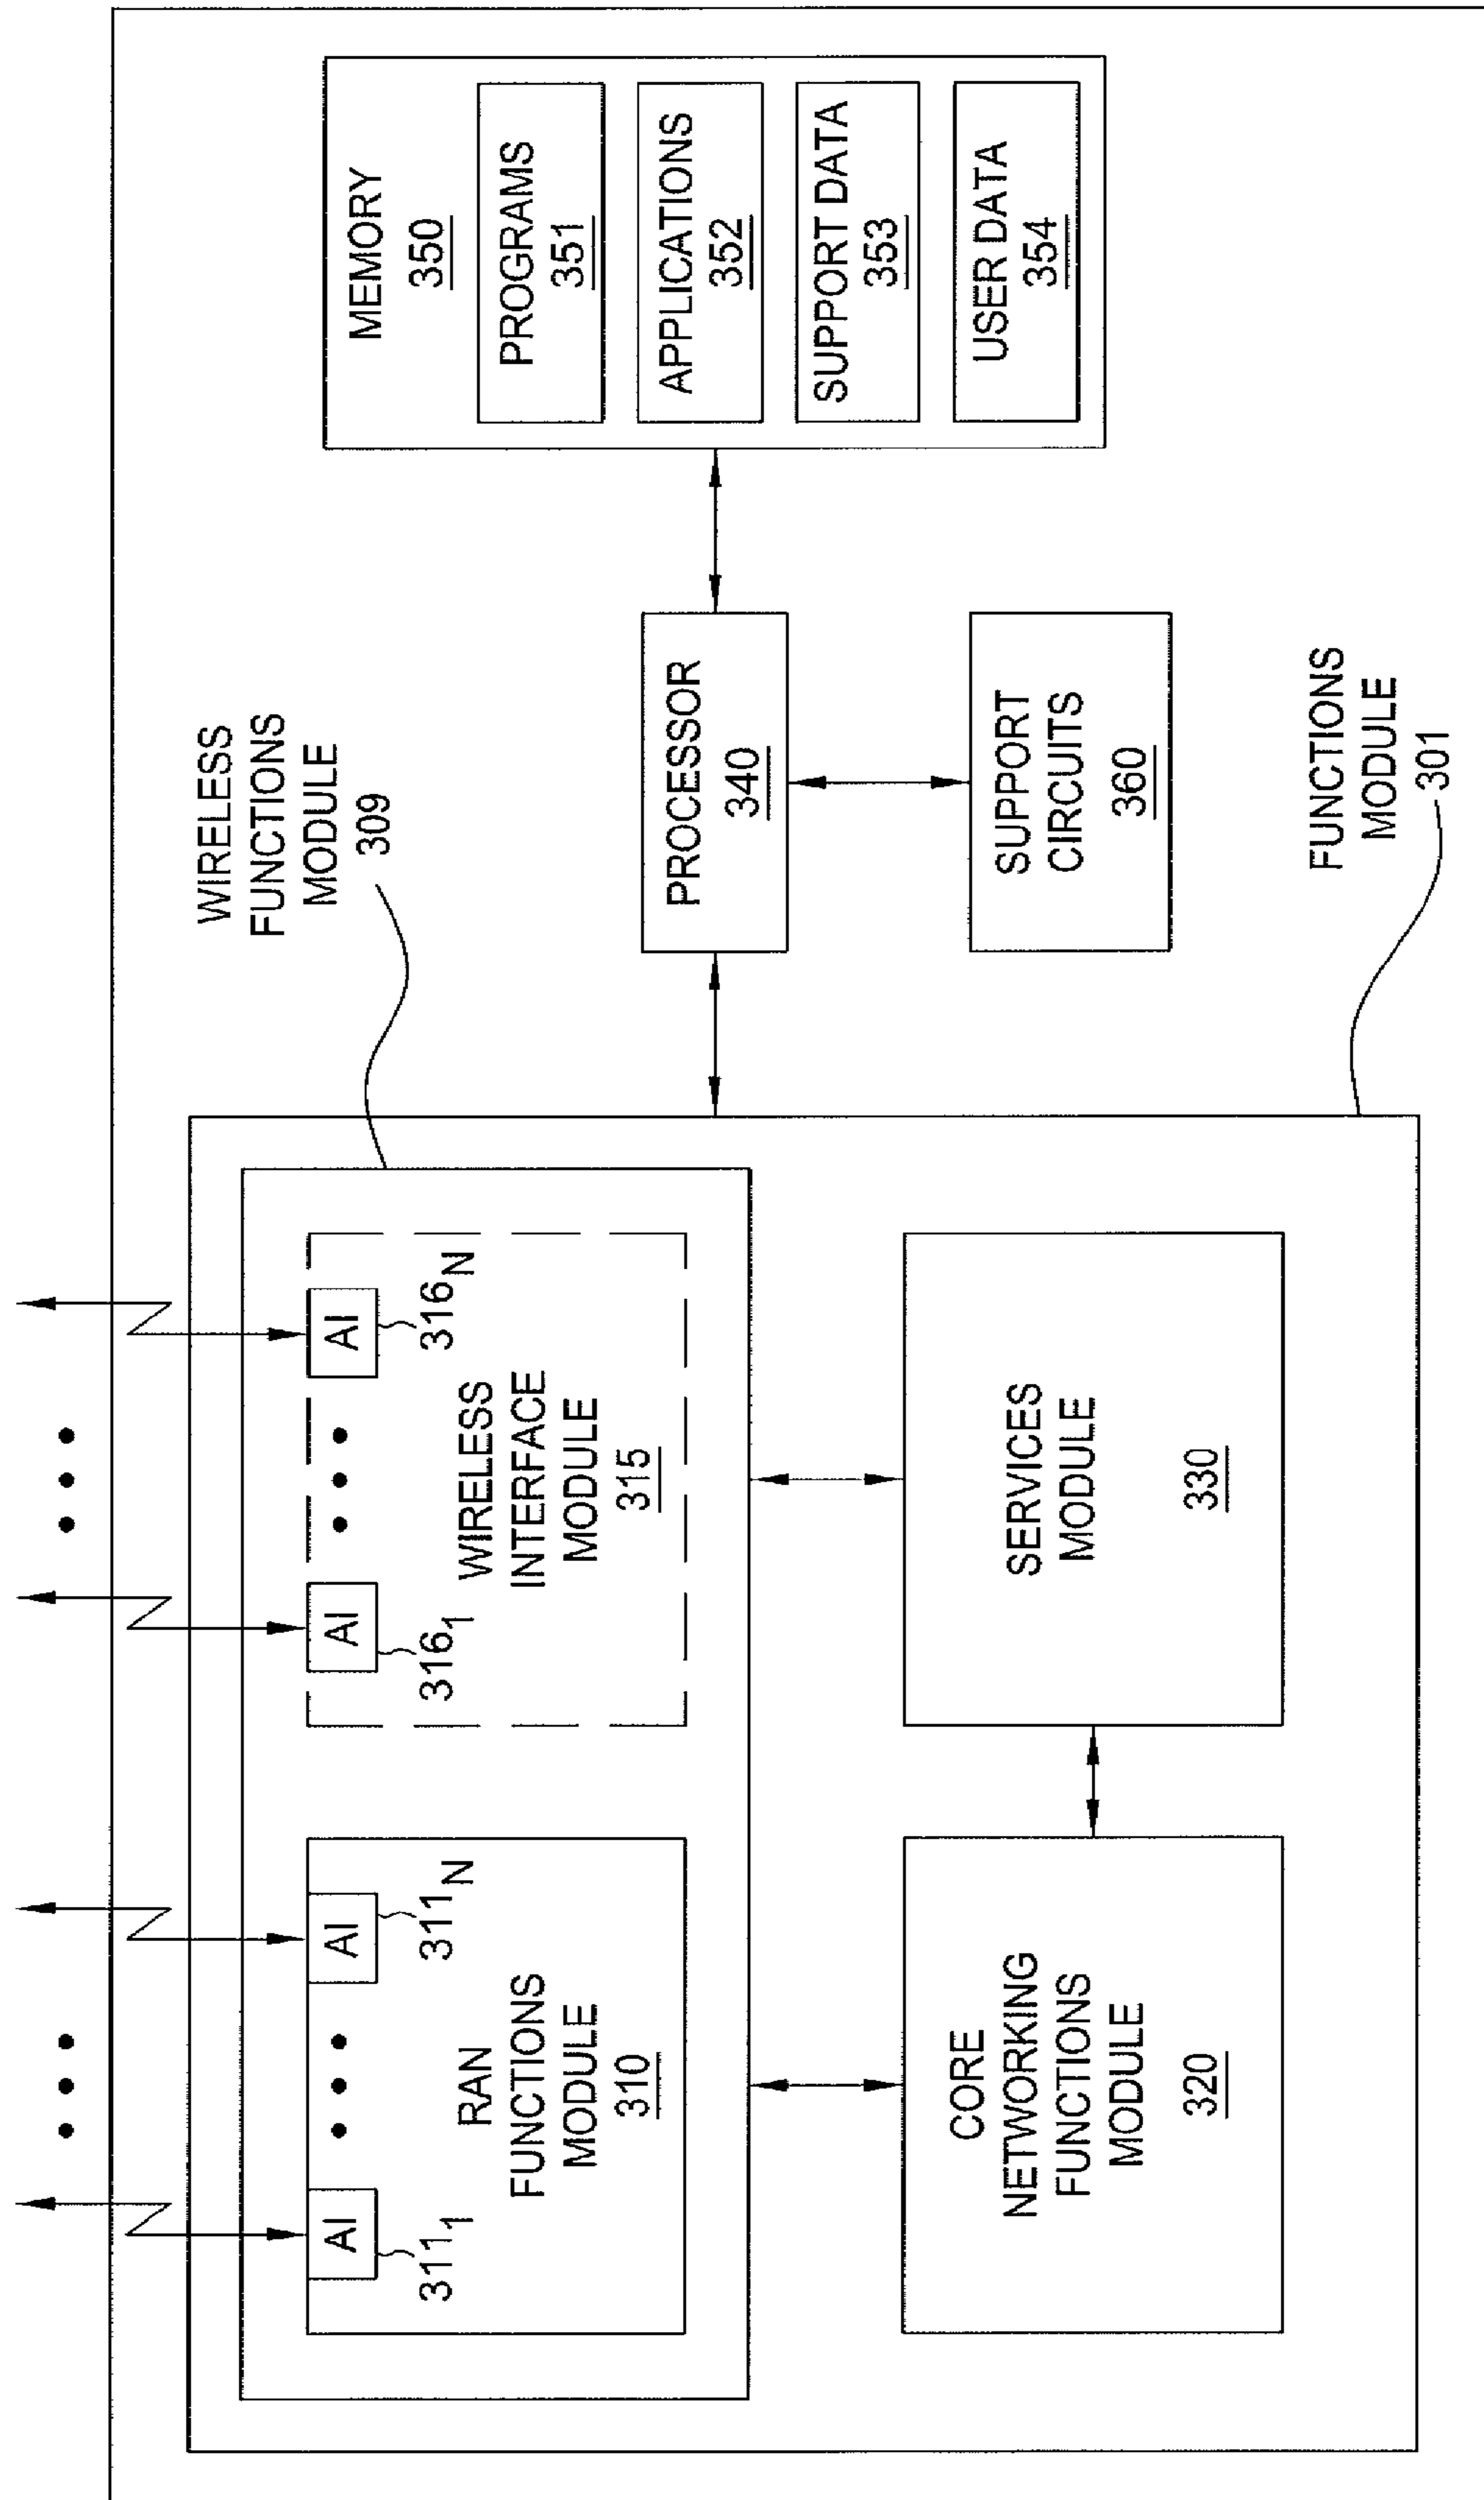 WIRELESS
FUNCTIONS
MODULE
309
AI
311₁
AI
311N
RAN
FUNCTIONS
MODULE
310
AI
316₁
AI
316N
WIRELESS
INTERFACE
MODULE
315
CORE
NETWORKING
FUNCTIONS
MODULE
320
SERVICES
MODULE
330
FUNCTIONS
MODULE
301
PROCESSOR
340
SUPPORT
CIRCUITS
360
MEMORY
350
PROGRAMS
351
APPLICATIONS
352
SUPPORT DATA
353
USER DATA
354